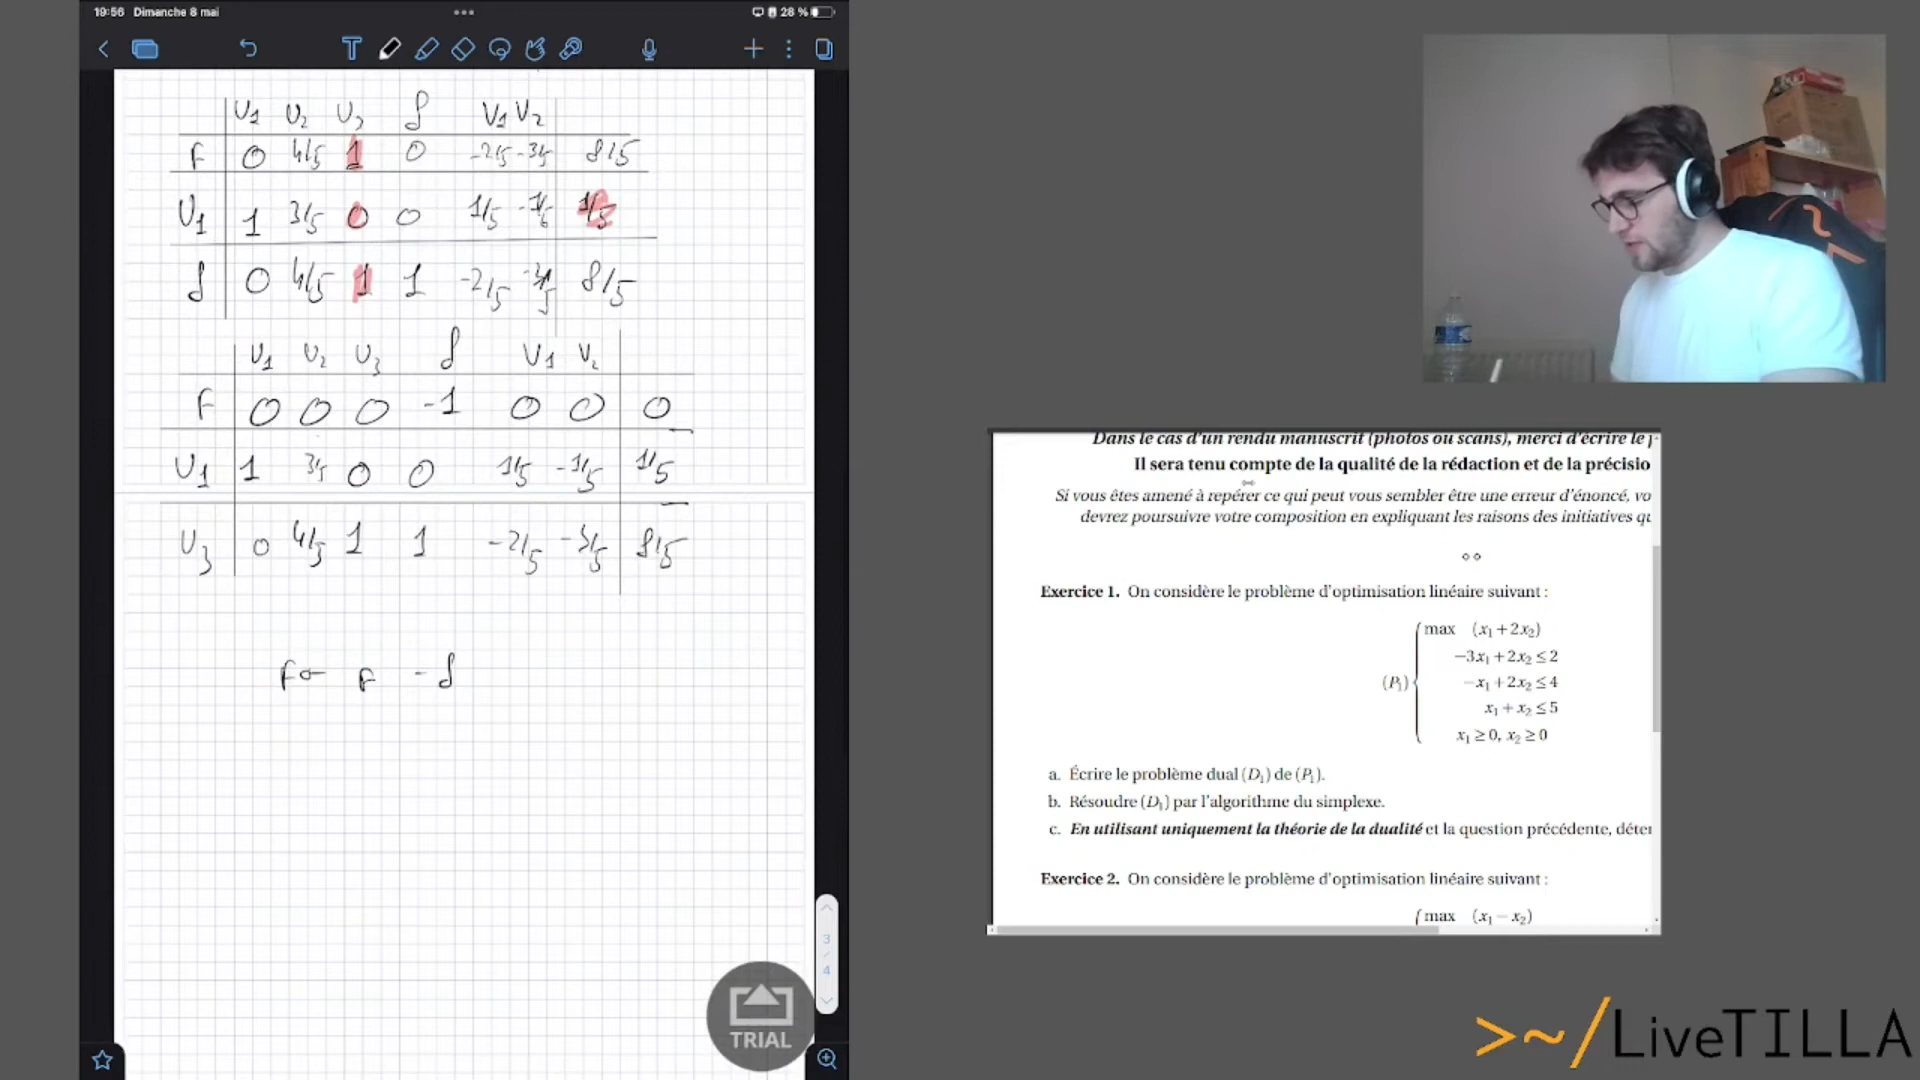 19:56 Dimanche 8 mai
28 %
U1 U2 U3 f V1 V2
F 0 4/5 1 0 -2/5 -3/5 8/5
U1 1 3/5 0 0 1/5 -1/5 1/5
f 0 4/5 1 1 -2/5 -3/5 8/5
U1 U2 U3 f V1 V2
F 0 0 0 -1 0 0 0
U1 1 3/5 0 0 1/5 -1/5 1/5
U3 0 4/5 1 1 -2/5 -3/5 8/5
F ← F - f
3
/
4
TRIAL
Dans le cas d'un rendu manuscrit (photos ou scans), merci d'écrire le
Il sera tenu compte de la qualité de la rédaction et de la précisio
Si vous êtes amené à repérer ce qui peut vous sembler être une erreur d'énoncé, vo
devrez poursuivre votre composition en expliquant les raisons des initiatives qu
Exercice 1. On considère le problème d'optimisation linéaire suivant :
max (x₁+2x₂)
−3x₁+2x₂ ≤ 2
(P₁) −x₁+2x₂ ≤ 4
x₁+x₂ ≤ 5
x₁ ≥ 0, x₂ ≥ 0
a. Écrire le problème dual (D₁) de (P₁).
b. Résoudre (D₁) par l'algorithme du simplexe.
c. En utilisant uniquement la théorie de la dualité et la question précédente, déter
Exercice 2. On considère le problème d'optimisation linéaire suivant :
max (x₁ − x₂)
>~/LiveTILLA